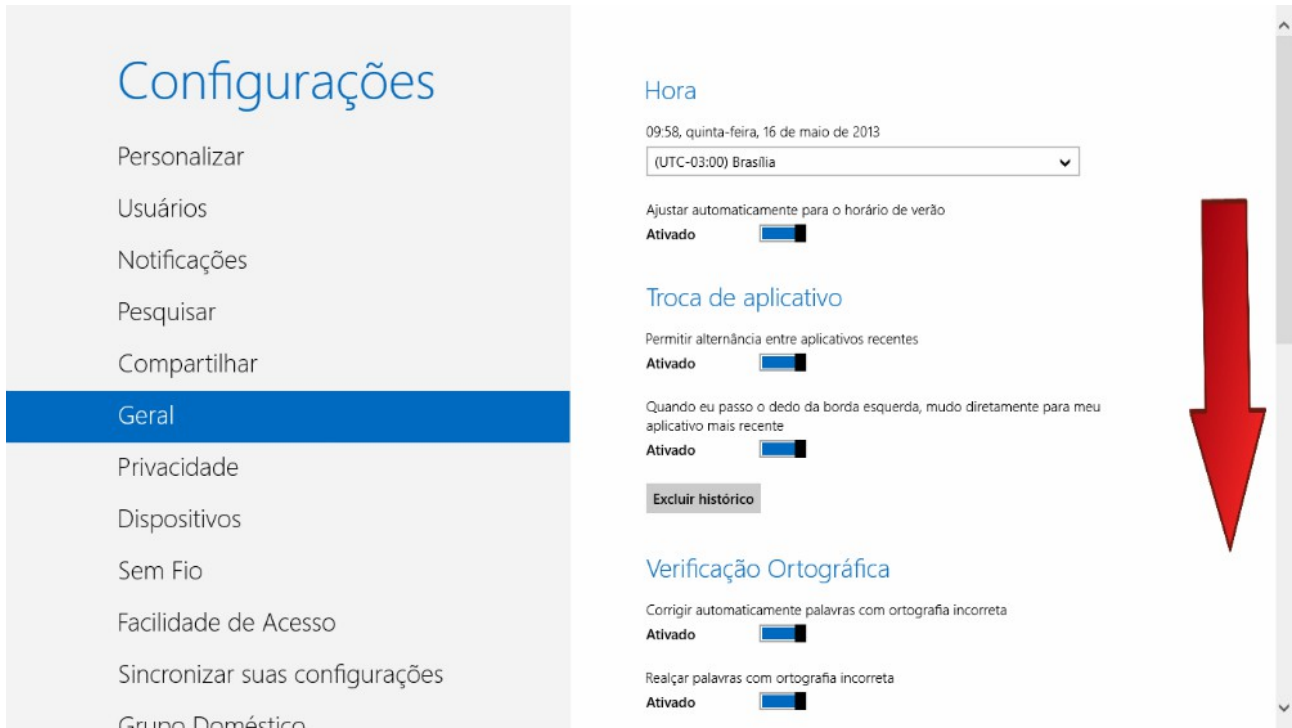 Configurações
Personalizar
Usuários
Notificações
Pesquisar
Compartilhar
Geral
Privacidade
Dispositivos
Sem Fio
Facilidade de Acesso
Sincronizar suas configurações
Grupo Doméstico
Hora
09:58, quinta-feira, 16 de maio de 2013
(UTC-03:00) Brasília
Ajustar automaticamente para o horário de verão
Ativado
Troca de aplicativo
Permitir alternância entre aplicativos recentes
Ativado
Quando eu passo o dedo da borda esquerda, mudo diretamente para meu
aplicativo mais recente
Ativado
Excluir histórico
Verificação Ortográfica
Corrigir automaticamente palavras com ortografia incorreta
Ativado
Realçar palavras com ortografia incorreta
Ativado